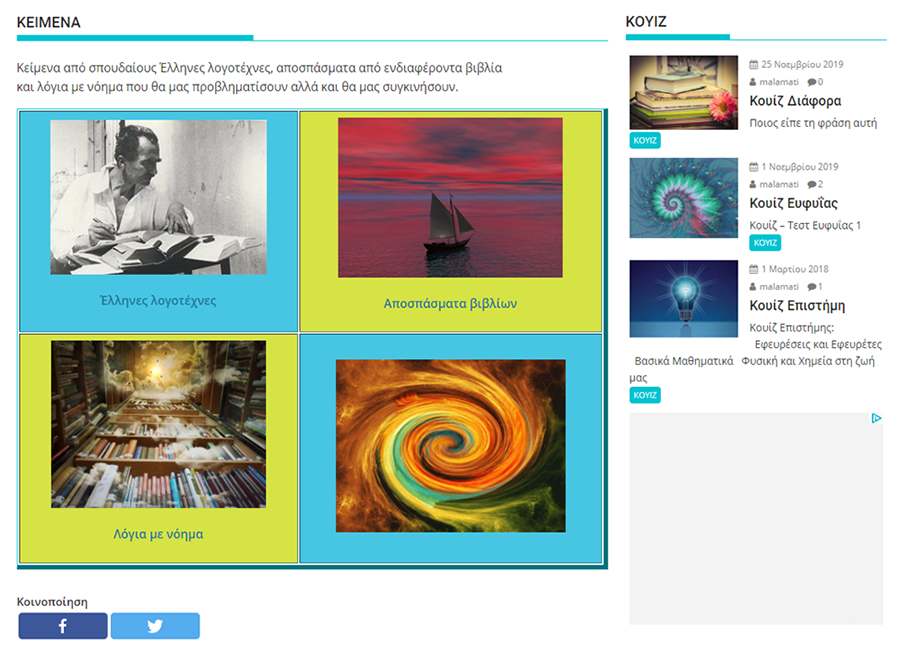 ΚΕΙΜΕΝΑ
Κείμενα από σπουδαίους Έλληνες λογοτέχνες, αποσπάσματα από ενδιαφέροντα βιβλία
και λόγια με νόημα που θα μας προβληματίσουν αλλά και θα μας συγκινήσουν.
Έλληνες λογοτέχνες
Αποσπάσματα βιβλίων
Λόγια με νόημα
Κοινοποίηση
ΚΟΥΙΖ
25 Νοεμβρίου 2019
malamati 0
Κουίζ Διάφορα
Ποιος είπε τη φράση αυτή
ΚΟΥΙΖ
1 Νοεμβρίου 2019
malamati 2
Κουίζ Ευφυΐας
Κουίζ – Τεστ Ευφυΐας 1
ΚΟΥΙΖ
1 Μαρτίου 2018
malamati 1
Κουίζ Επιστήμη
Κουίζ Επιστήμης:
Εφευρέσεις και Εφευρέτες
Βασικά Μαθηματικά Φυσική και Χημεία στη ζωή
μας
ΚΟΥΙΖ